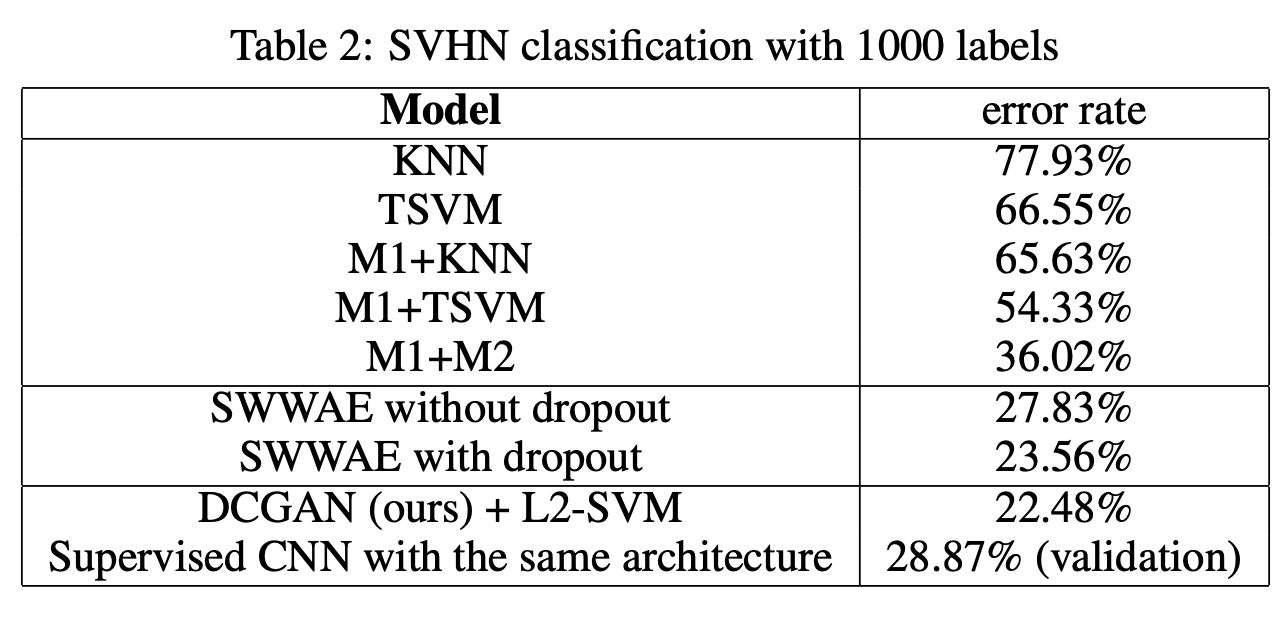 Table 2: SVHN classification with 1000 labels
Model error rate
KNN 77.93%
TSVM 66.55%
M1+KNN 65.63%
M1+TSVM 54.33%
M1+M2 36.02%
SWWAE without dropout 27.83%
SWWAE with dropout 23.56%
DCGAN (ours) + L2-SVM 22.48%
Supervised CNN with the same architecture 28.87% (validation)